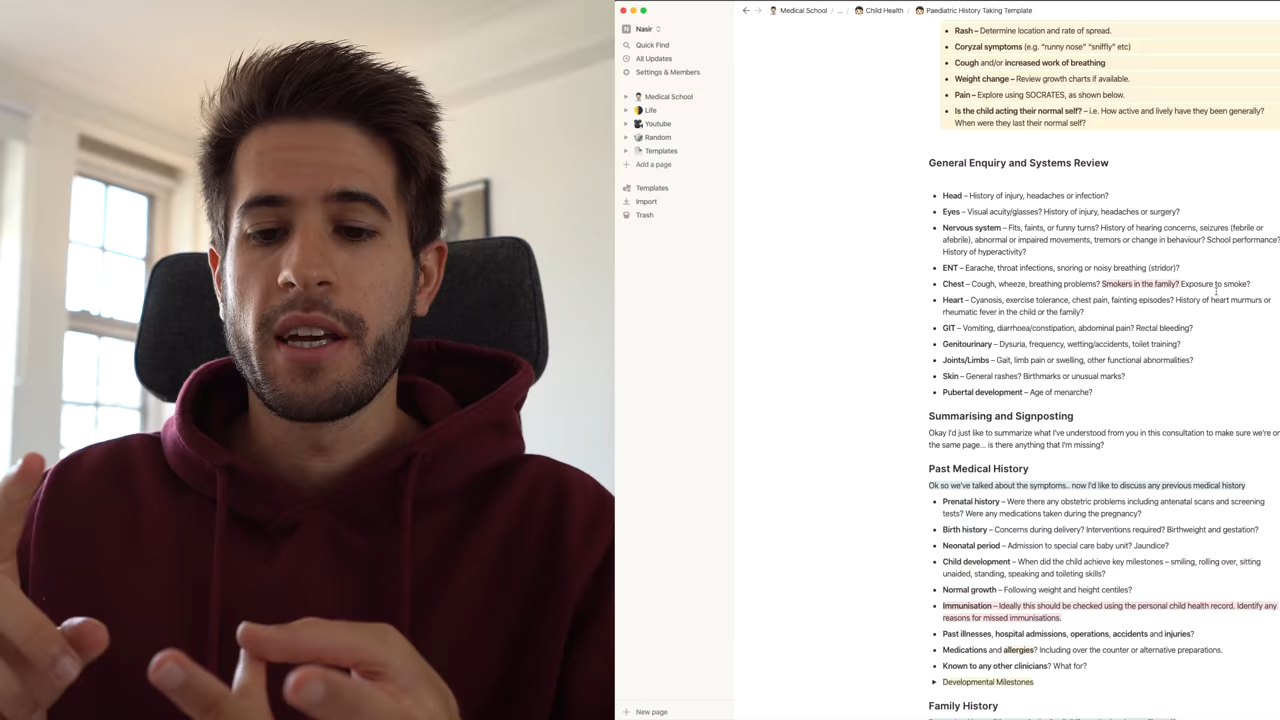 Medical School / ... / Child Health / Paediatric History Taking Template
N Nasir
Quick Find
All Updates
Settings & Members
Medical School
Life
Youtube
Random
Templates
Add a page
Templates
Import
Trash
New page
Rash – Determine location and rate of spread.
Coryzal symptoms (e.g. “runny nose” “sniffly” etc)
Cough and/or increased work of breathing
Weight change – Review growth charts if available.
Pain – Explore using SOCRATES, as shown below.
Is the child acting their normal self? – i.e. How active and lively have they been generally?
When were they last their normal self?
General Enquiry and Systems Review
Head – History of injury, headaches or infection?
Eyes – Visual acuity/glasses? History of injury, headaches or surgery?
Nervous system – Fits, faints, or funny turns? History of hearing concerns, seizures (febrile or
afebrile), abnormal or impaired movements, tremors or change in behaviour? School performance?
History of hyperactivity?
ENT – Earache, throat infections, snoring or noisy breathing (stridor)?
Chest – Cough, wheeze, breathing problems? Smokers in the family? Exposure to smoke?
Heart – Cyanosis, exercise tolerance, chest pain, fainting episodes? History of heart murmurs or
rheumatic fever in the child or the family?
GIT – Vomiting, diarrhoea/constipation, abdominal pain? Rectal bleeding?
Genitourinary – Dysuria, frequency, wetting/accidents, toilet training?
Joints/Limbs – Gait, limb pain or swelling, other functional abnormalities?
Skin – General rashes? Birthmarks or unusual marks?
Pubertal development – Age of menarche?
Summarising and Signposting
Okay I'd just like to summarize what I've understood from you in this consultation to make sure we're on
the same page... is there anything that I'm missing?
Past Medical History
Ok so we've talked about the symptoms.. now I'd like to discuss any previous medical history
Prenatal history – Were there any obstetric problems including antenatal scans and screening
tests? Were any medications taken during the pregnancy?
Birth history – Concerns during delivery? Interventions required? Birthweight and gestation?
Neonatal period – Admission to special care baby unit? Jaundice?
Child development – When did the child achieve key milestones – smiling, rolling over, sitting
unaided, standing, speaking and toileting skills?
Normal growth – Following weight and height centiles?
Immunisation – Ideally this should be checked using the personal child health record. Identify any
reasons for missed immunisations.
Past illnesses, hospital admissions, operations, accidents and injuries?
Medications and allergies? Including over the counter or alternative preparations.
Known to any other clinicians? What for?
Developmental Milestones
Family History